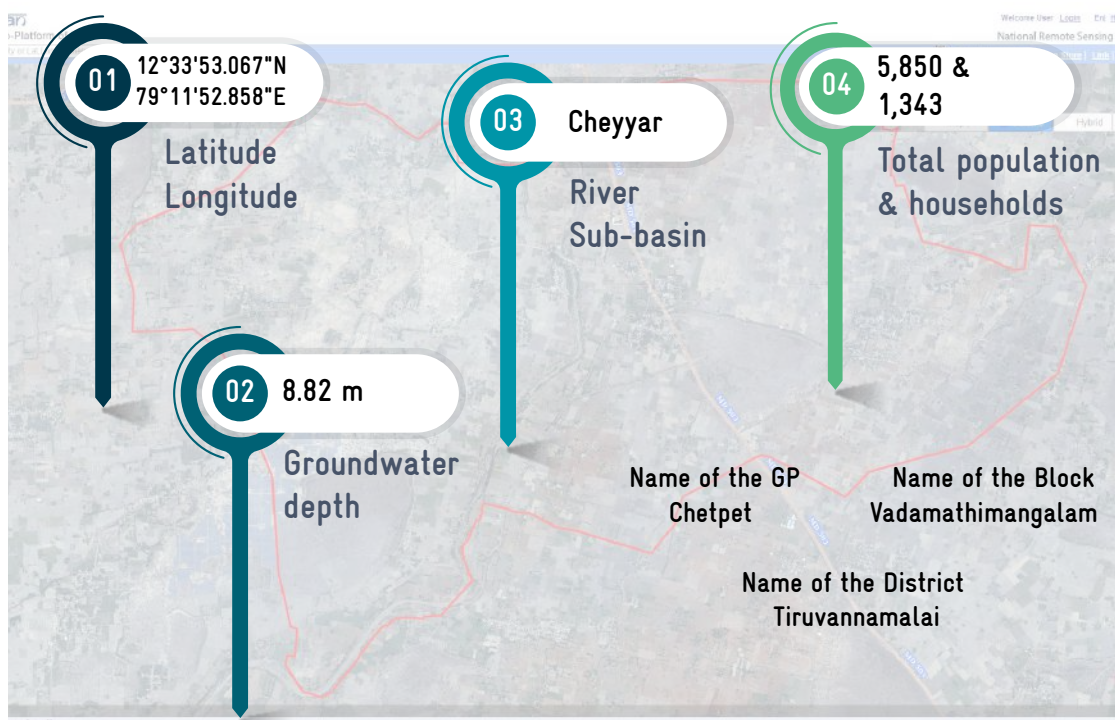 Welcome User Login
National Remote Sensing
Hybrid
01
12°33'53.067"N
79°11'52.858"E
Latitude
Longitude
03
Cheyyar
River
Sub-basin
04
5,850 &
1,343
Total population
& households
02
8.82 m
Groundwater
depth
Name of the GP
Chetpet
Name of the Block
Vadamathimangalam
Name of the District
Tiruvannamalai